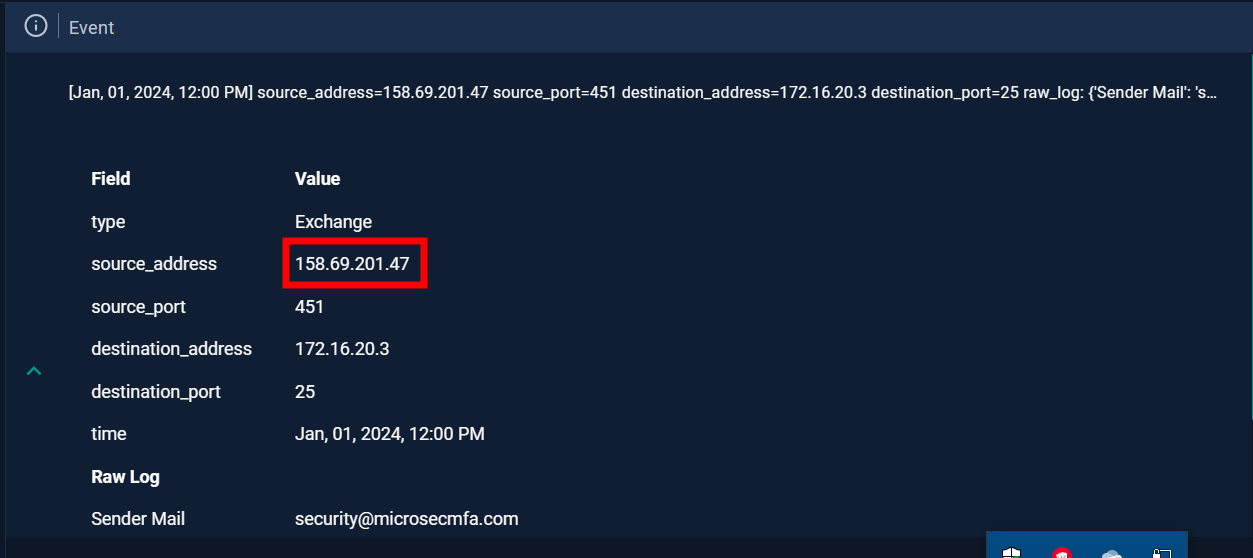 Event
[Jan, 01, 2024, 12:00 PM] source_address=158.69.201.47 source_port=451 destination_address=172.16.20.3 destination_port=25 raw_log: {'Sender Mail': 's...
Field Value
type Exchange
source_address 158.69.201.47
source_port 451
destination_address 172.16.20.3
destination_port 25
time Jan, 01, 2024, 12:00 PM
Raw Log
Sender Mail security@microsecmfa.com